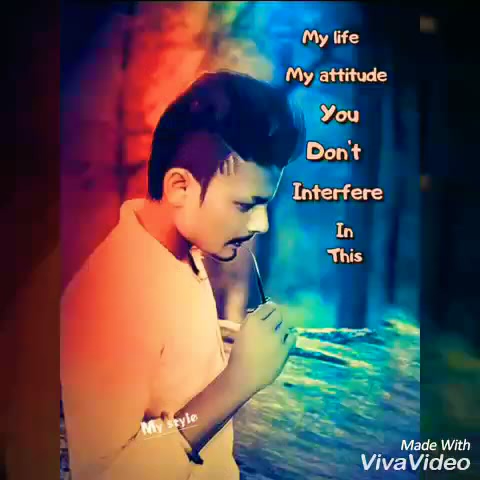 My life
My attitude
You
Don't
Interfere
In
This
My style
Made With
VivaVideo